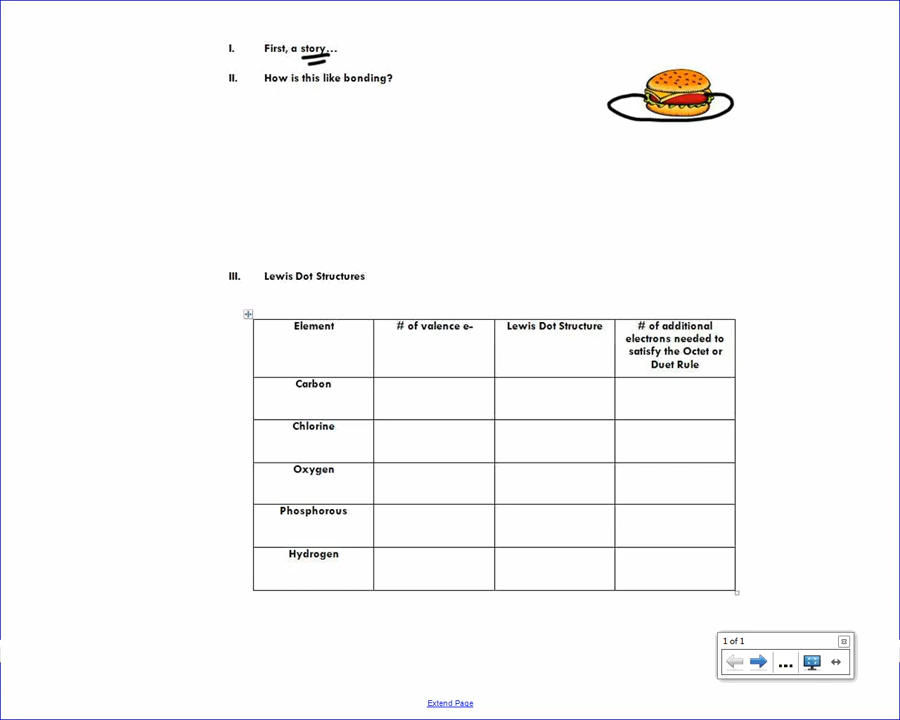 I. First, a story...
II. How is this like bonding?
III. Lewis Dot Structures
Element # of valence e- Lewis Dot Structure # of additional
electrons needed to
satisfy the Octet or
Duet Rule
Carbon
Chlorine
Oxygen
Phosphorous
Hydrogen
1 of 1
...
Extend Page